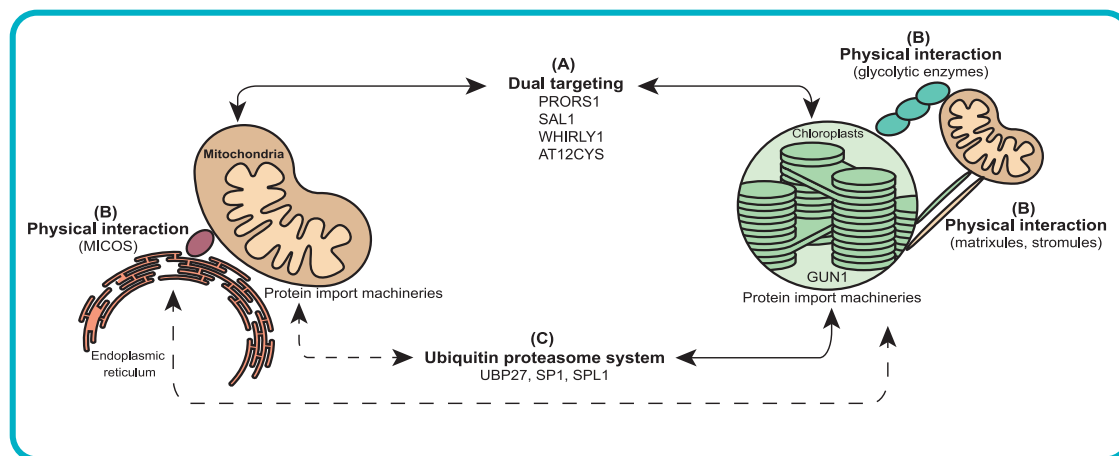 (A)
Dual targeting
PRORS1
SAL1
WHIRLY1
AT12CYS
(B)
Physical interaction
(glycolytic enzymes)
Chloroplasts
Mitochondria
(B)
Physical interaction
(MICOS)
(B)
Physical interaction
(matrixules, stromules)
GUN1
Protein import machineries
Protein import machineries
Endoplasmic
reticulum
(C)
Ubiquitin proteasome system
UBP27, SP1, SPL1